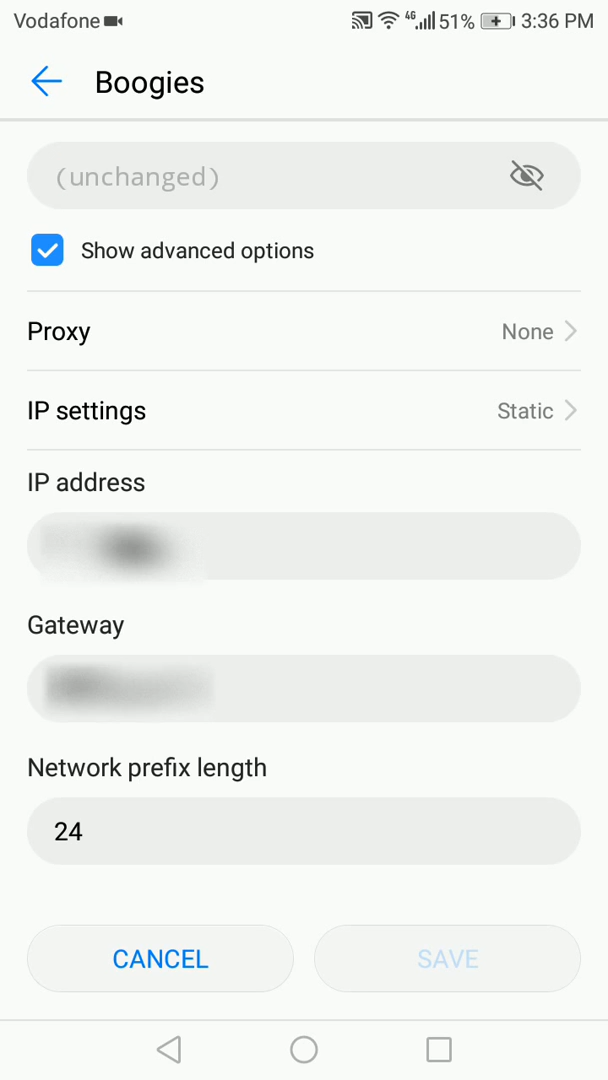 Vodafone 4G 51% 3:36 PM
Boogies
(unchanged)
Show advanced options
Proxy None
IP settings Static
IP address
Gateway
Network prefix length
24
CANCEL SAVE